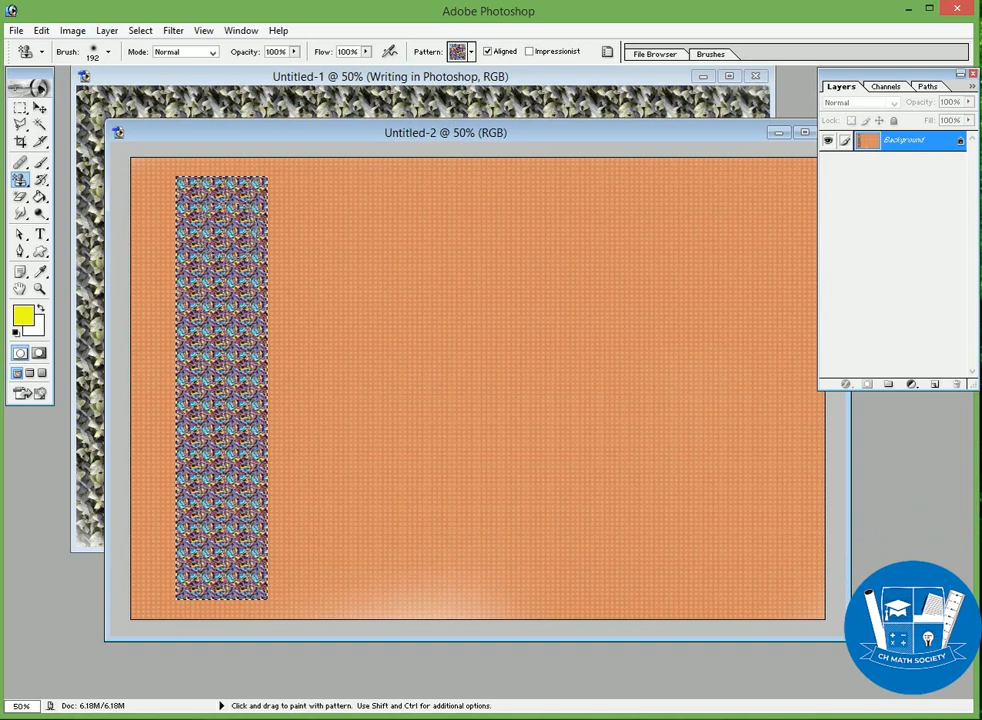 Adobe Photoshop
File Edit Image Layer Select Filter View Window Help
Brush: 192 Mode: Normal Opacity: 100% Flow: 100% Pattern: Aligned Impressionist File Browser Brushes
Untitled-1 @ 50% (Writing in Photoshop, RGB)
Untitled-2 @ 50% (RGB)
Layers Channels Paths
Normal Opacity: 100%
Lock: Fill: 100%
Background
T
CH MATH SOCIETY
50% Doc: 6.18M/6.18M Click and drag to paint with pattern. Use Shift and Ctrl for additional options.